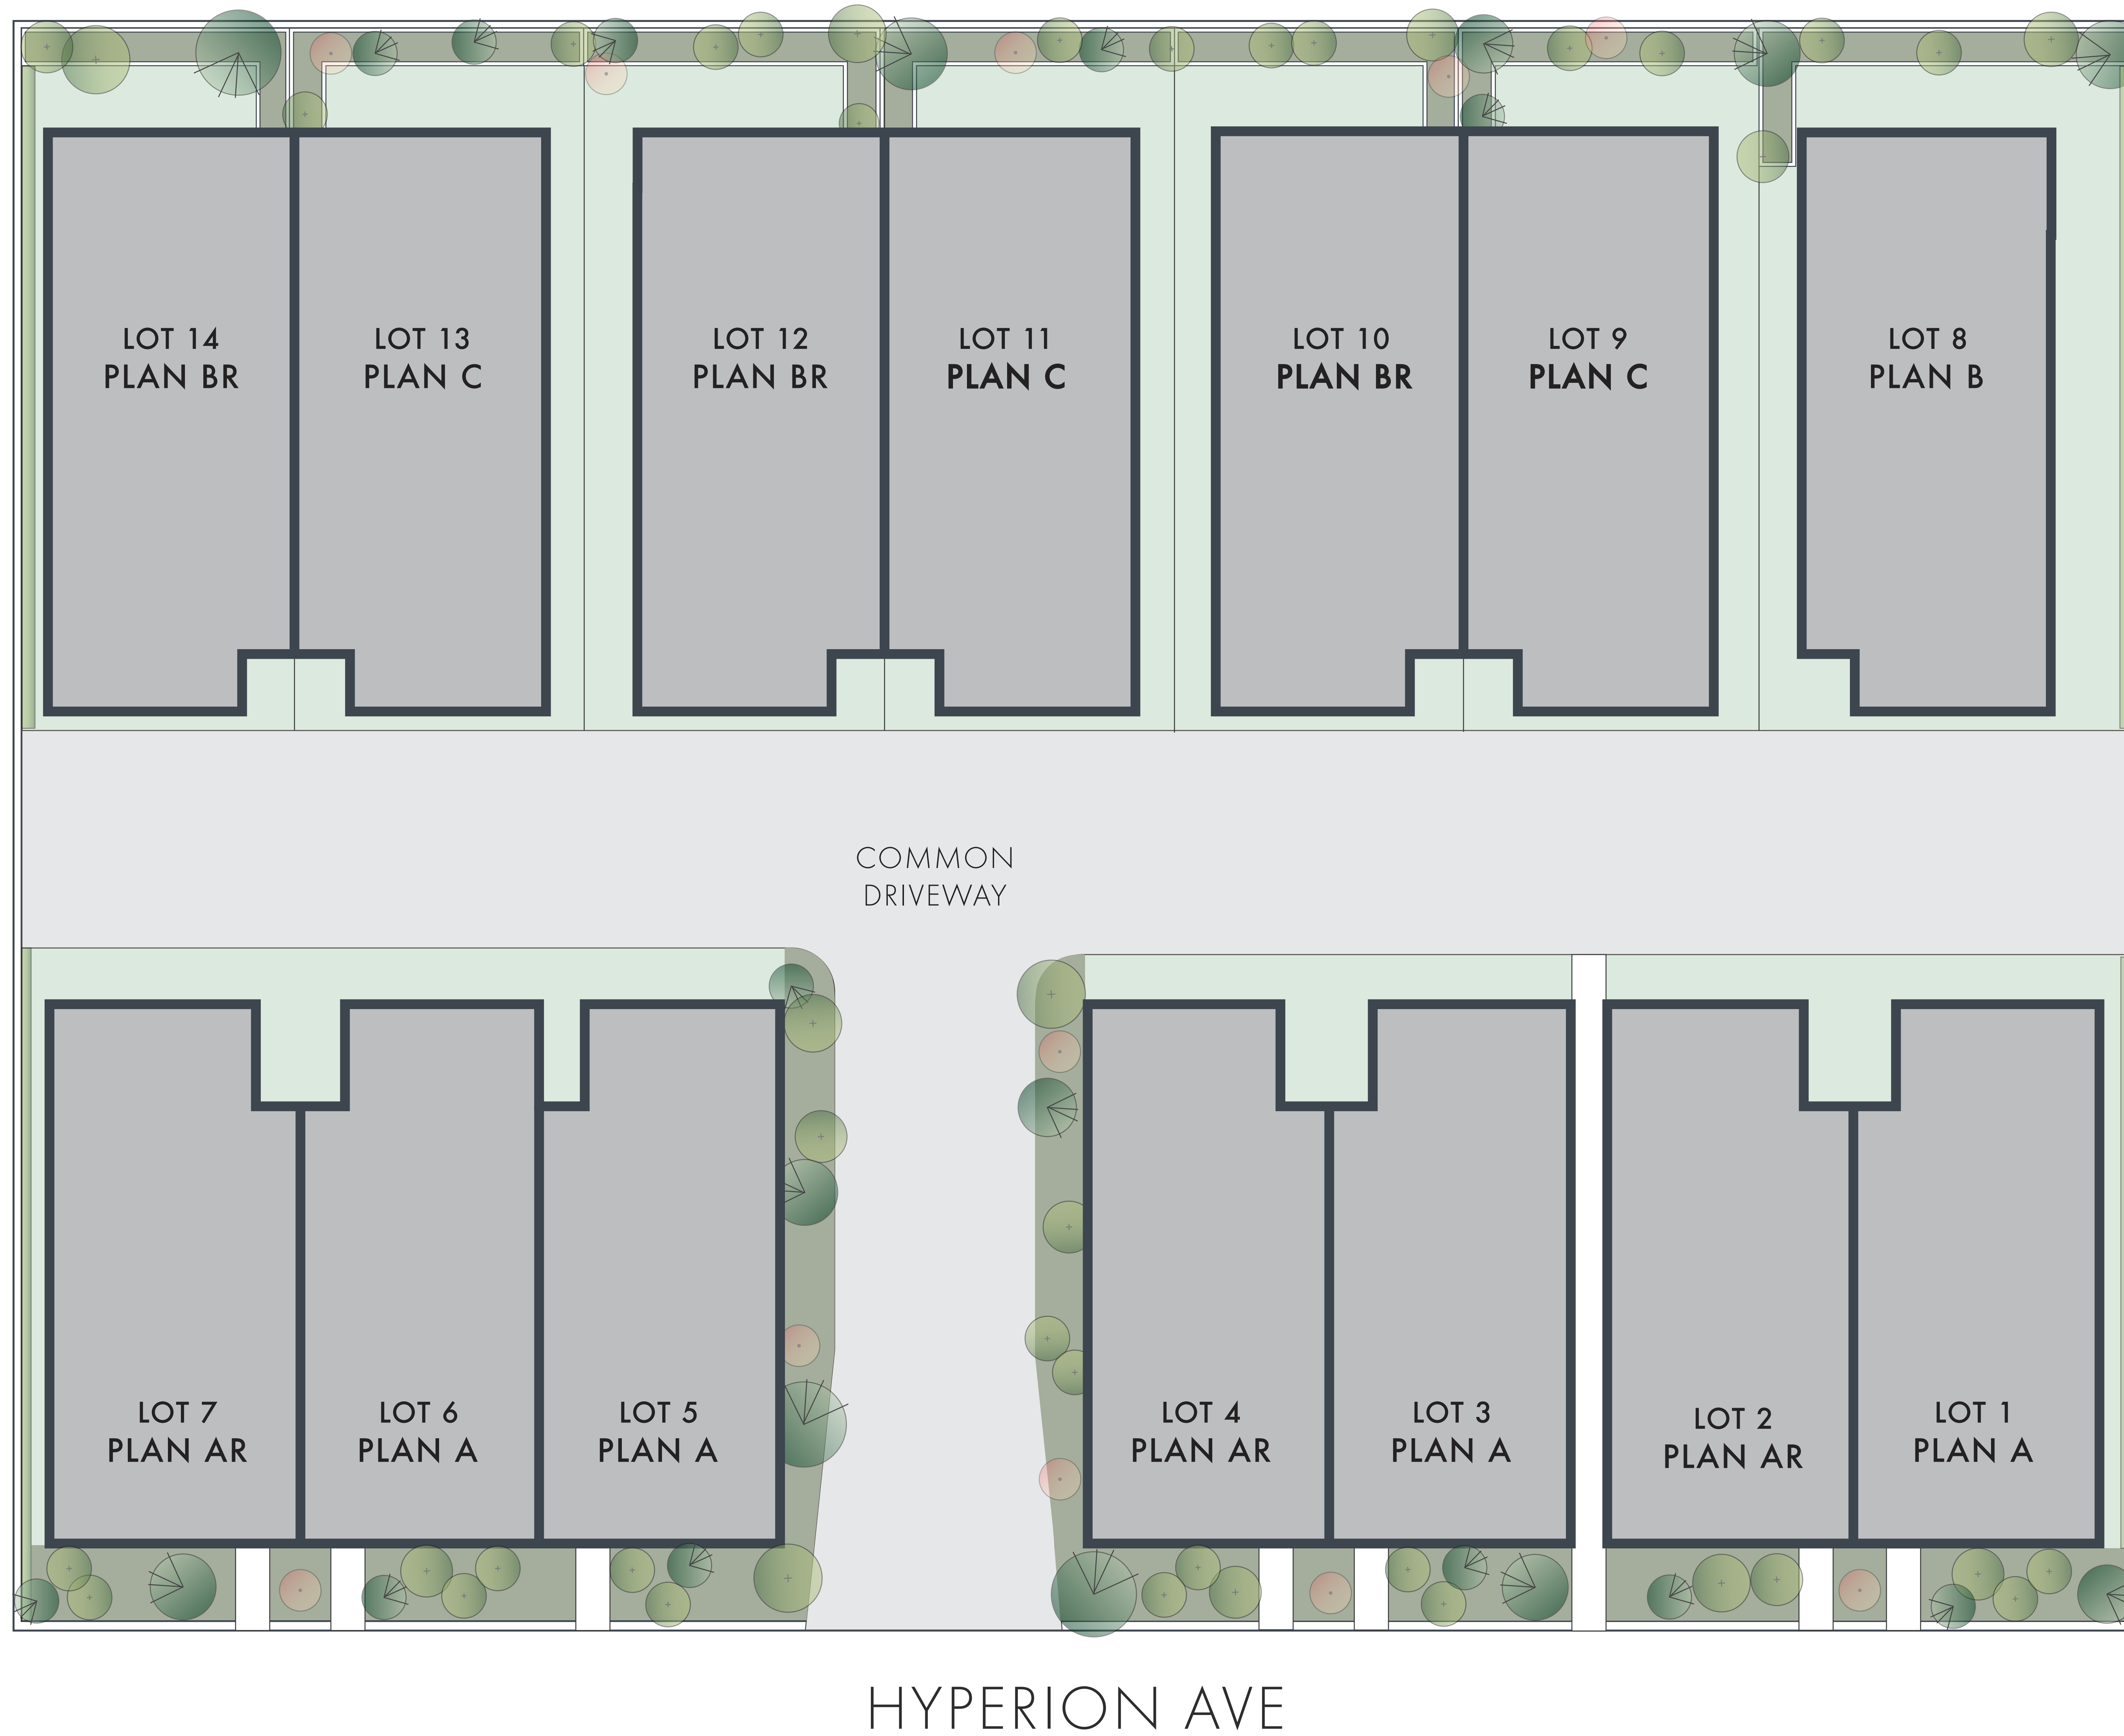 LOT 14
PLAN BR
LOT 13
PLAN C
LOT 12
PLAN BR
LOT 11
PLAN C
LOT 10
PLAN BR
LOT 9
PLAN C
LOT 8
PLAN B
COMMON
DRIVEWAY
LOT 7
PLAN AR
LOT 6
PLAN A
LOT 5
PLAN A
LOT 4
PLAN AR
LOT 3
PLAN A
LOT 2
PLAN AR
LOT 1
PLAN A
HYPERION AVE